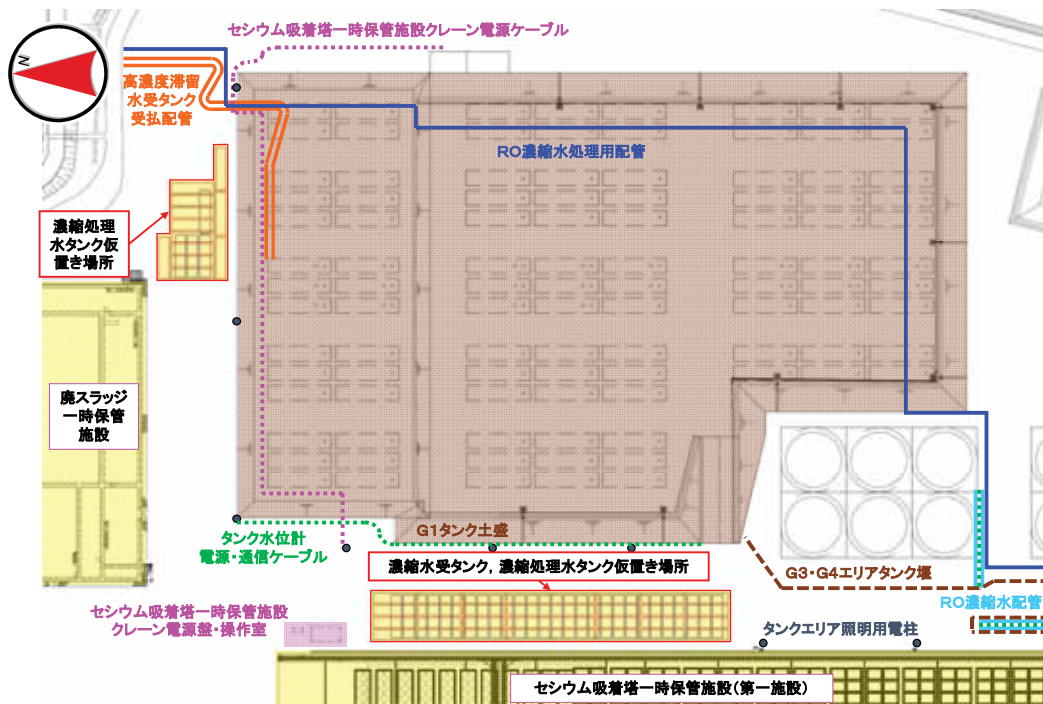 セシウム吸着塔一時保管施設クレーン電源ケーブル
N
高濃度滞留
水受タンク
受払配管
RO濃縮水処理用配管
濃縮処理
水タンク仮
置き場所
廃スラッジ
一時保管
施設
タンク水位計
電源・通信ケーブル
G1タンク土盛
濃縮水受タンク，濃縮処理水タンク仮置き場所
G3・G4エリアタンク堰
RO濃縮水配管
セシウム吸着塔一時保管施設
クレーン電源盤・操作室
タンクエリア照明用電柱
セシウム吸着塔一時保管施設（第一施設）